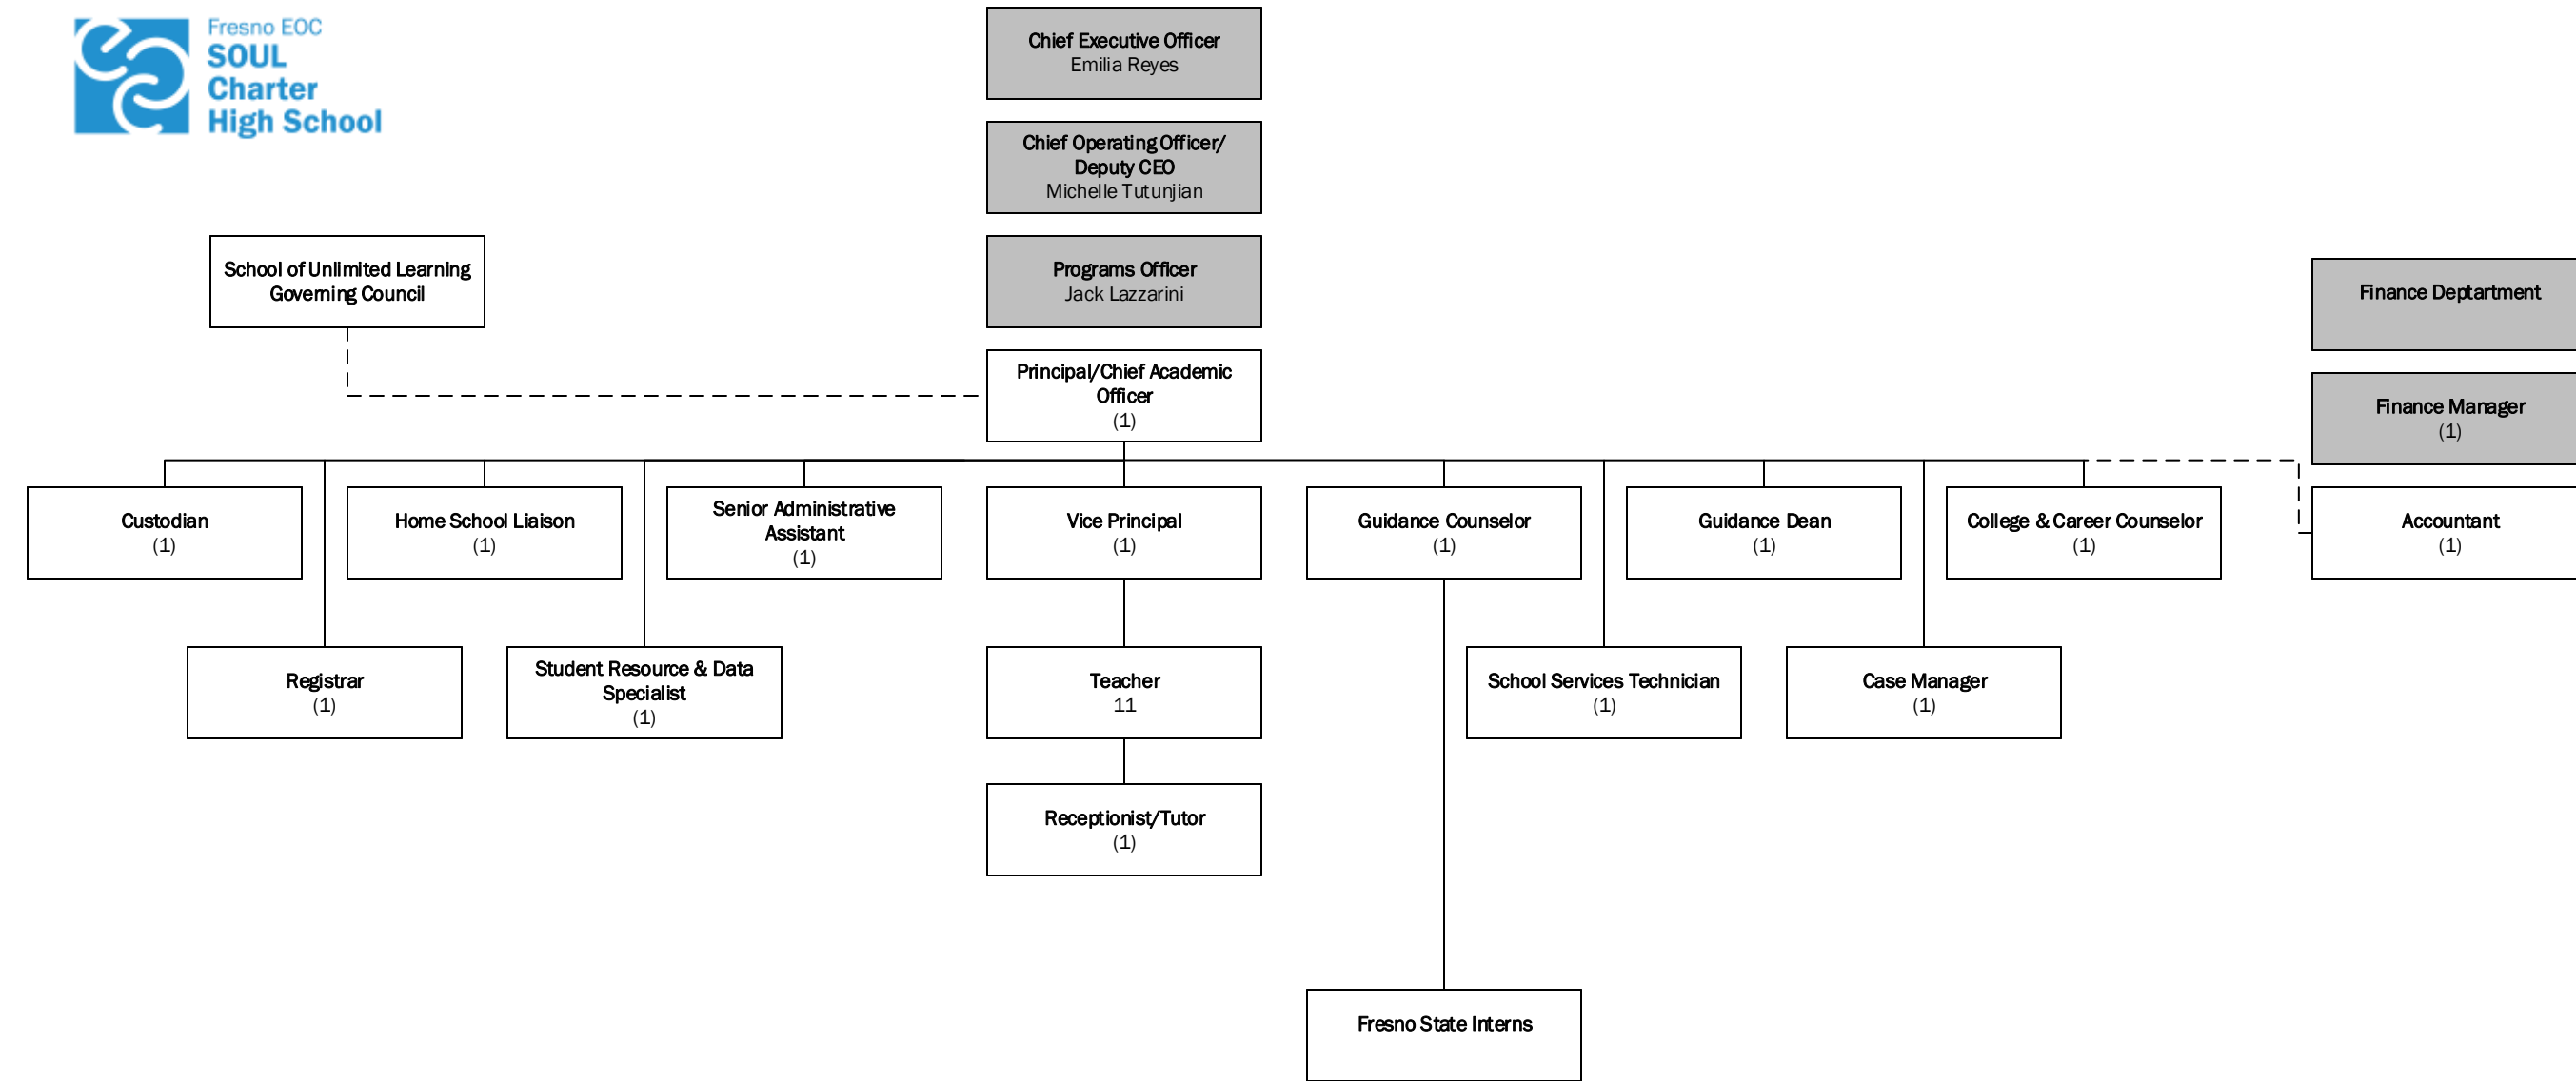 Fresno EOC
SOUL
Charter
High School
Chief Executive Officer
Emilia Reyes
Chief Operating Officer/
Deputy CEO
Michelle Tutunjian
School of Unlimited Learning
Governing Council
Programs Officer
Jack Lazzarini
Finance Deptartment
Principal/Chief Academic
Officer
(1)
Finance Manager
(1)
Custodian
(1)
Home School Liaison
(1)
Senior Administrative
Assistant
(1)
Vice Principal
(1)
Guidance Counselor
(1)
Guidance Dean
(1)
College & Career Counselor
(1)
Accountant
(1)
Registrar
(1)
Student Resource & Data
Specialist
(1)
Teacher
11
School Services Technician
(1)
Case Manager
(1)
Receptionist/Tutor
(1)
Fresno State Interns